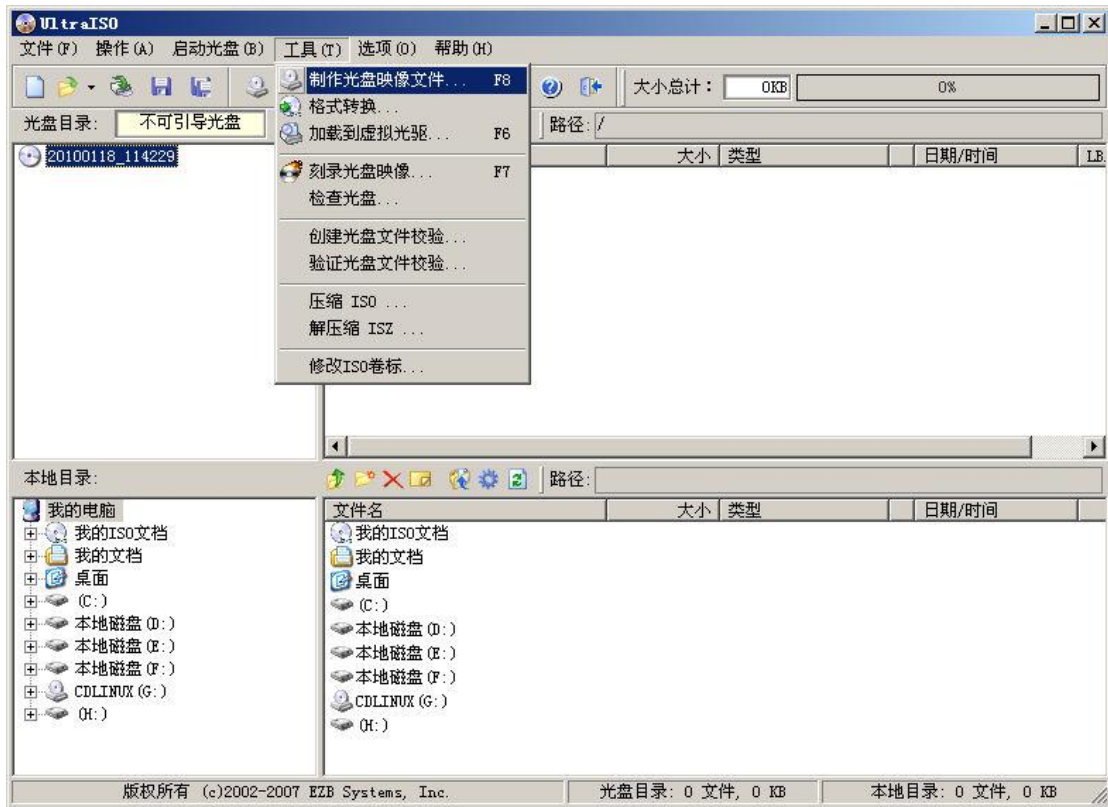 UltraISO
文件(F) 操作(A) 启动光盘(B) 工具(T) 选项(O) 帮助(H)
制作光盘映像文件... F8
大小总计: 0KB 0%
格式转换...
光盘目录: 不可引导光盘
加载到虚拟光驱... F6
路径: /
20100118_114229
大小 类型 日期/时间 LB
刻录光盘映像... F7
检查光盘...
创建光盘文件校验...
验证光盘文件校验...
压缩 ISO ...
解压缩 ISZ ...
修改ISO卷标...
本地目录: 路径:
我的电脑
我的ISO文档
我的文档
桌面
(C:)
本地磁盘(D:)
本地磁盘(E:)
本地磁盘(F:)
CDLINUX(G:)
(H:)
文件名 大小 类型 日期/时间
我的ISO文档
我的文档
桌面
(C:)
本地磁盘(D:)
本地磁盘(E:)
本地磁盘(F:)
CDLINUX(G:)
(H:)
版权所有 (c)2002-2007 EZB Systems, Inc. 光盘目录: 0 文件, 0 KB 本地目录: 0 文件, 0 KB